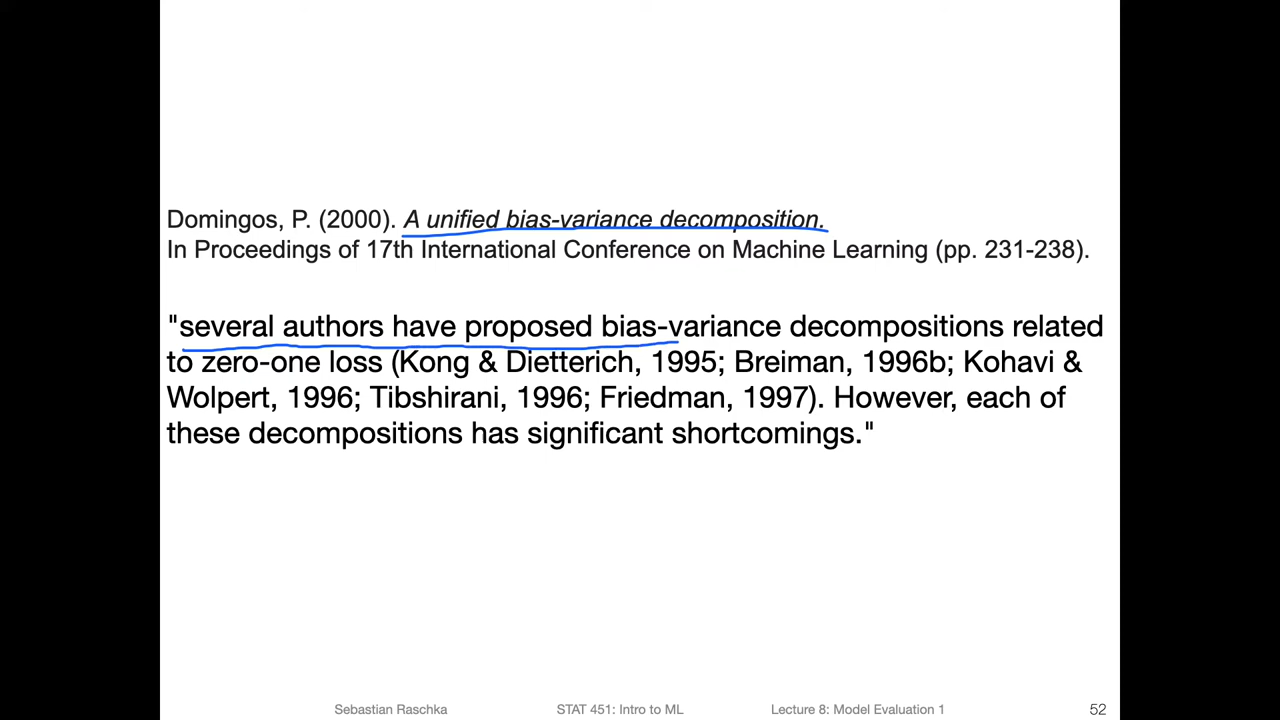 Domingos, P. (2000). A unified bias-variance decomposition.
In Proceedings of 17th International Conference on Machine Learning (pp. 231-238).
"several authors have proposed bias-variance decompositions related
to zero-one loss (Kong & Dietterich, 1995; Breiman, 1996b; Kohavi &
Wolpert, 1996; Tibshirani, 1996; Friedman, 1997). However, each of
these decompositions has significant shortcomings."
Sebastian Raschka STAT 451: Intro to ML Lecture 8: Model Evaluation 1 52